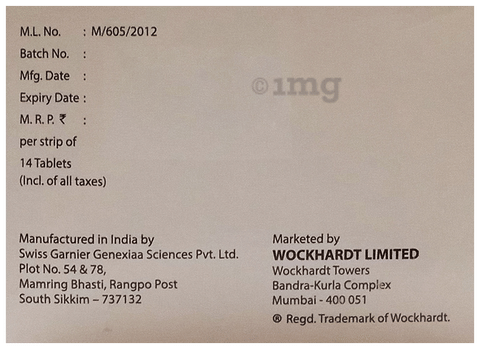 M.L. No. : M/605/2012
Batch No. :
Mfg. Date :
Expiry Date :
M. R. P. ₹ :
per strip of
14 Tablets
(Incl. of all taxes)
©1mg
Manufactured in India by
Swiss Garnier Genexiaa Sciences Pvt. Ltd.
Plot No. 54 & 78,
Mamring Bhasti, Rangpo Post
South Sikkim – 737132
Marketed by
WOCKHARDT LIMITED
Wockhardt Towers
Bandra-Kurla Complex
Mumbai - 400 051
® Regd. Trademark of Wockhardt.